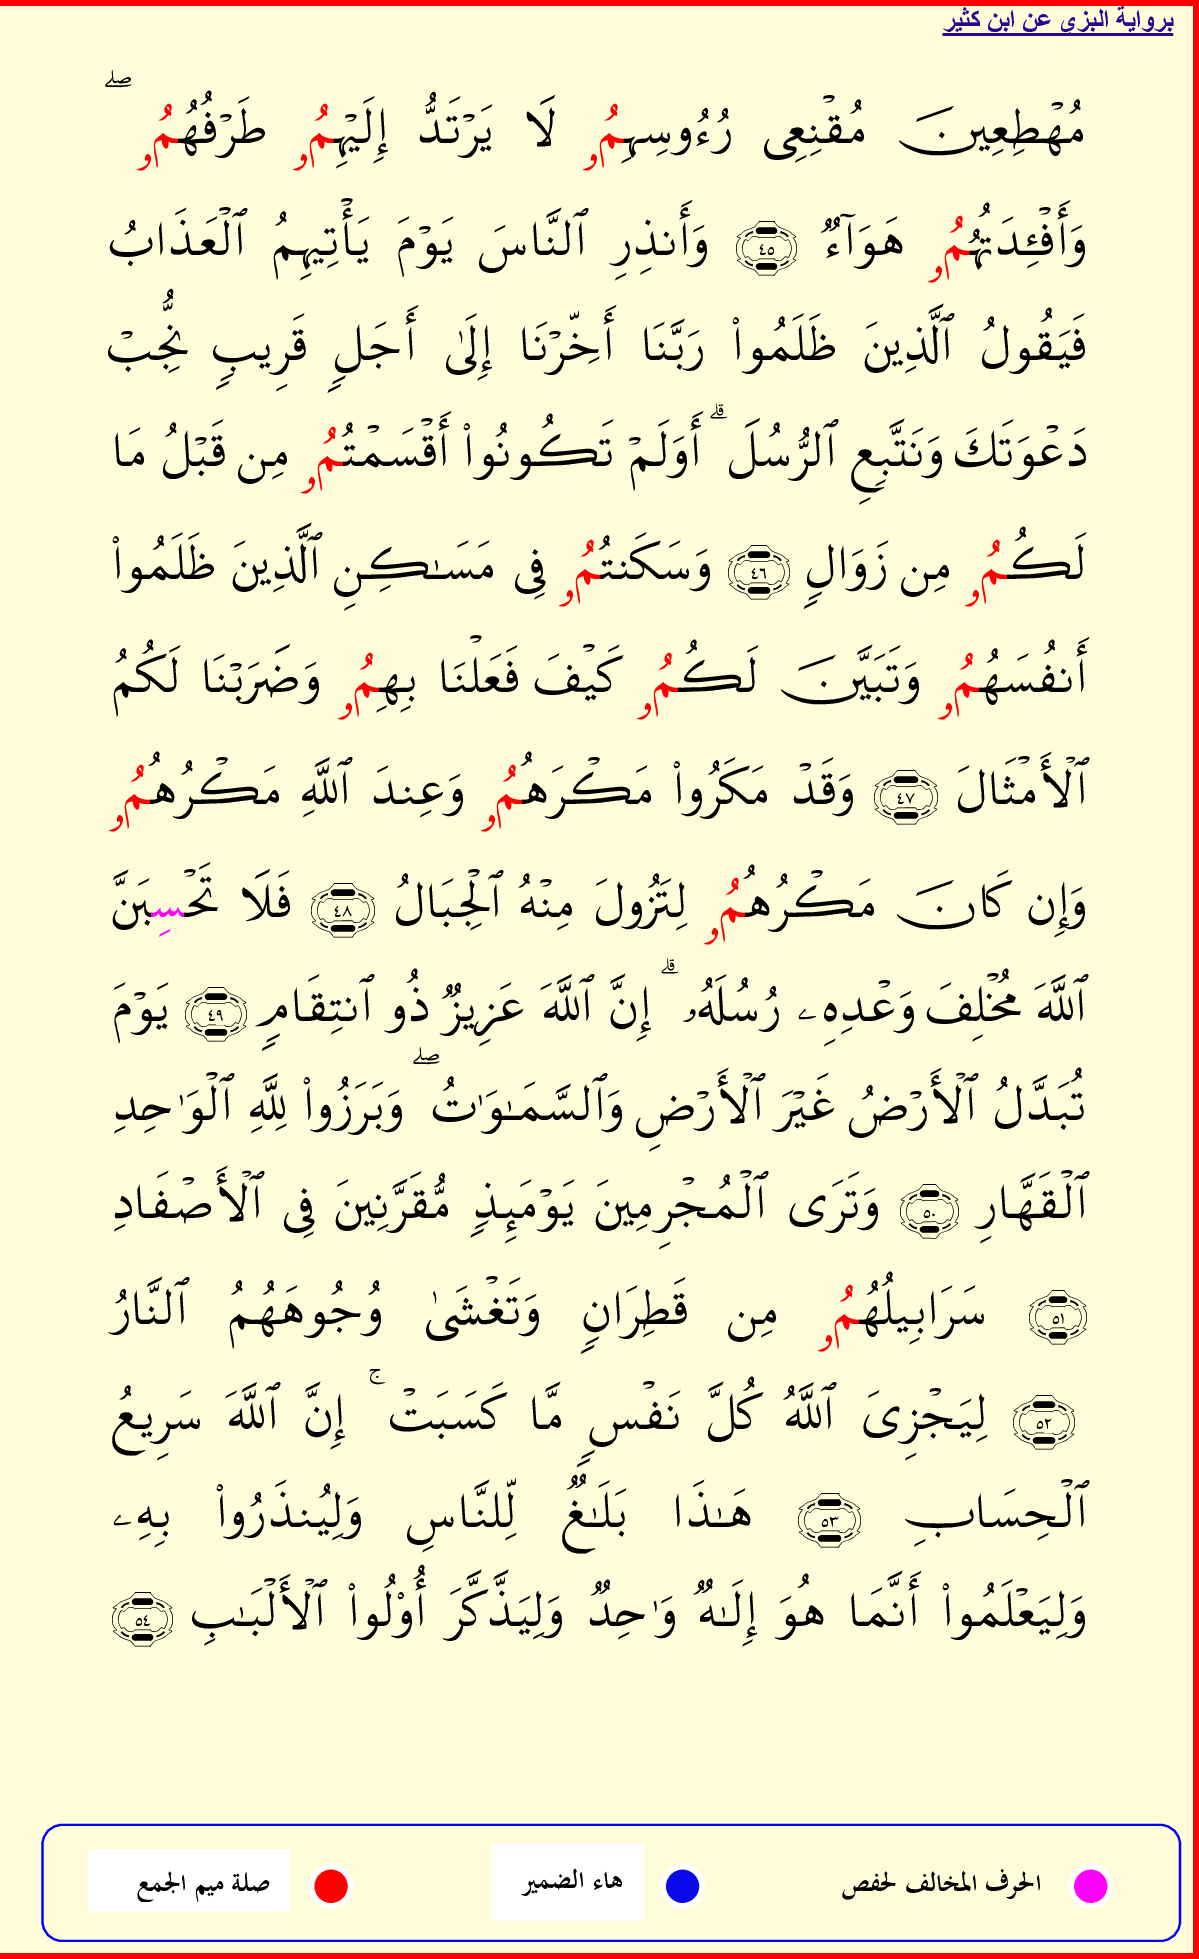 برواية البزي عن ابن كثير
مُهْطِعِينَ مُقْنِعِى رُءُوسِهِمُۥ لَا يَرْتَدُّ إِلَيْهِمُۥ طَرْفُهُمُۥ ۖ
وَأَفْـِٔدَتُهُمُۥ هَوَآءٌ ٤٥ وَأَنذِرِ ٱلنَّاسَ يَوْمَ يَأْتِيهِمُ ٱلْعَذَابُ
فَيَقُولُ ٱلَّذِينَ ظَلَمُوا۟ رَبَّنَا أَخِّرْنَا إِلَىٰ أَجَلٍ قَرِيبٍ نُّجِبْ
دَعْوَتَكَ وَنَتَّبِعِ ٱلرُّسُلَ ۗ أَوَلَمْ تَكُونُوا۟ أَقْسَمْتُمُۥ مِن قَبْلُ مَا
لَكُمُۥ مِن زَوَالٍ ٤٦ وَسَكَنتُمُۥ فِى مَسَـٰكِنِ ٱلَّذِينَ ظَلَمُوا۟
أَنفُسَهُمُۥ وَتَبَيَّنَ لَكُمُۥ كَيْفَ فَعَلْنَا بِهِمُۥ وَضَرَبْنَا لَكُمُ
ٱلْأَمْثَالَ ٤٧ وَقَدْ مَكَرُوا۟ مَكْرَهُمُۥ وَعِندَ ٱللَّهِ مَكْرُهُمُۥ
وَإِن كَانَ مَكْرُهُمُۥ لِتَزُولَ مِنْهُ ٱلْجِبَالُ ٤٨ فَلَا تَحْسِبَنَّ
ٱللَّهَ مُخْلِفَ وَعْدِهِۦ رُسُلَهُۥ ۗ إِنَّ ٱللَّهَ عَزِيزٌ ذُو ٱنتِقَامٍ ٤٩ يَوْمَ
تُبَدَّلُ ٱلْأَرْضُ غَيْرَ ٱلْأَرْضِ وَٱلسَّمَـٰوَٰتُ ۖ وَبَرَزُوا۟ لِلَّهِ ٱلْوَٰحِدِ
ٱلْقَهَّارِ ٥٠ وَتَرَى ٱلْمُجْرِمِينَ يَوْمَئِذٍ مُّقَرَّنِينَ فِى ٱلْأَصْفَادِ
٥١ سَرَابِيلُهُمُۥ مِن قَطِرَانٍ وَتَغْشَىٰ وُجُوهَهُمُ ٱلنَّارُ
٥٢ لِيَجْزِىَ ٱللَّهُ كُلَّ نَفْسٍ مَّا كَسَبَتْ ۚ إِنَّ ٱللَّهَ سَرِيعُ
ٱلْحِسَابِ ٥٣ هَـٰذَا بَلَـٰغٌ لِّلنَّاسِ وَلِيُنذَرُوا۟ بِهِۦ
وَلِيَعْلَمُوا۟ أَنَّمَا هُوَ إِلَـٰهٌ وَٰحِدٌ وَلِيَذَّكَّرَ أُو۟لُوا۟ ٱلْأَلْبَـٰبِ ٥٤
الحرف المخالف لحفص هاء الضمير صلة ميم الجمع